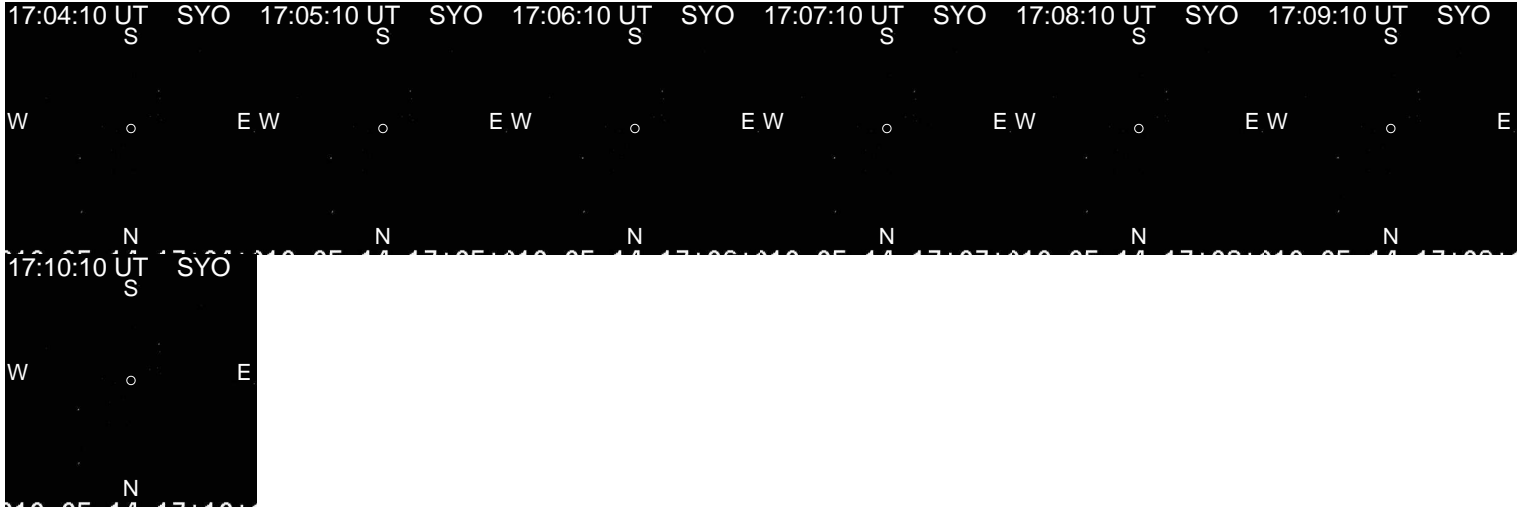 17:04:10 UT SYO 17:05:10 UT SYO 17:06:10 UT SYO 17:07:10 UT SYO 17:08:10 UT SYO 17:09:10 UT SYO
S S S S S S
W E W E W E W E W E W E
N N N N N N
17:10:10 UT SYO
S
W E
N